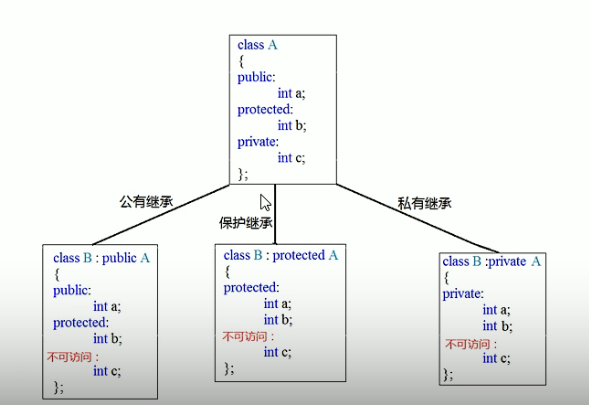 class A
{
public:
int a;
protected:
int b;
private:
int c;
};
公有继承
保护继承
私有继承
class B : public A
{
public:
int a;
protected:
int b;
不可访问：
int c;
};
class B : protected A
{
protected:
int a;
int b;
不可访问：
int c;
};
class B :private A
{
private:
int a;
int b;
不可访问：
int c;
};